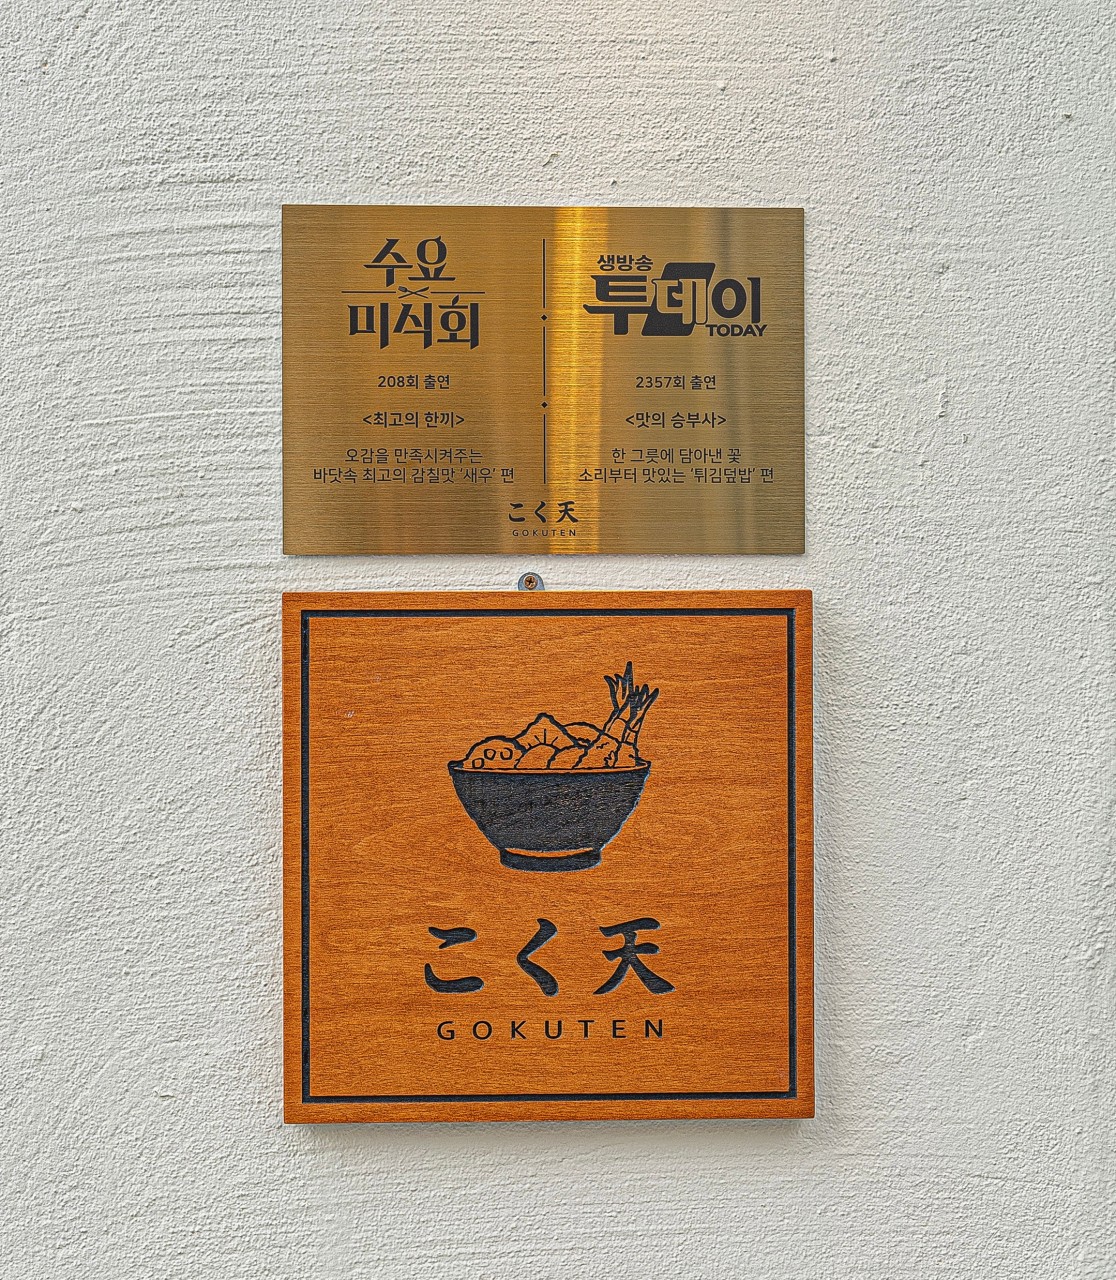 수요
미식회
208회 출연
<최고의 한끼>
오감을 만족시켜주는
바닷속 최고의 감칠맛 '새우' 편
생방송
투데이
TODAY
2357회 출연
<맛의 승부사>
한 그릇에 담아낸 꽃
소리부터 맛있는 '튀김덮밥' 편
こく天
GOKUTEN
こく天
GOKUTEN